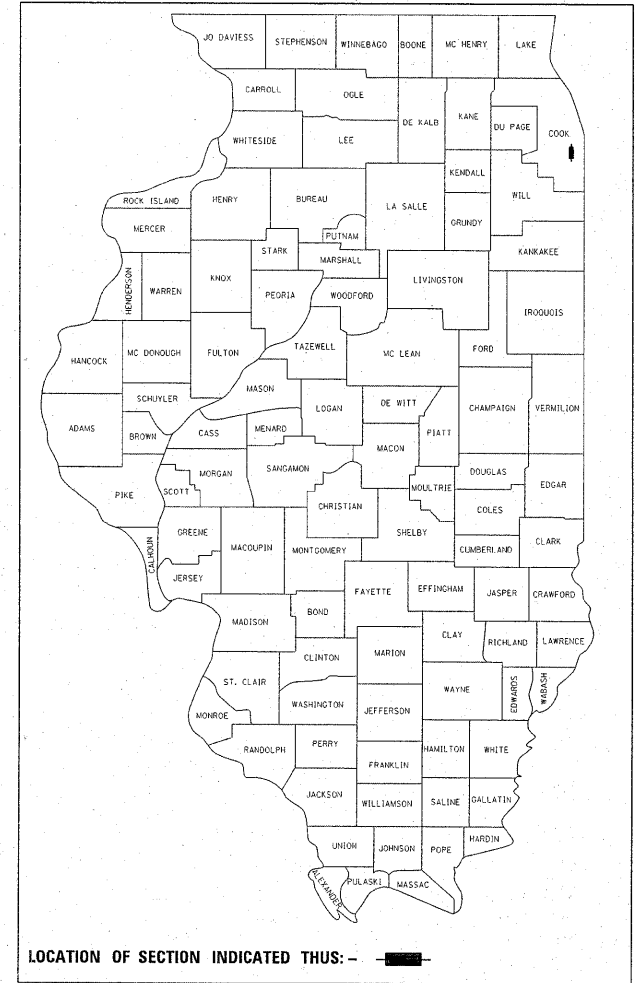 JO DAVIESS STEPHENSON WINNEBAGO BOONE MC HENRY LAKE
CARROLL OGLE DE KALB KANE DU PAGE COOK
WHITESIDE LEE
KENDALL
ROCK ISLAND HENRY BUREAU LA SALLE WILL
GRUNDY
MERCER PUTNAM
STARK MARSHALL KANKAKEE
HENDERSON WARREN KNOX PEORIA WOODFORD LIVINGSTON
IROQUOIS
HANCOCK MC DONOUGH FULTON TAZEWELL MC LEAN FORD
MASON
SCHUYLER LOGAN DE WITT CHAMPAIGN VERMILION
ADAMS BROWN CASS MENARD PIATT
MACON
PIKE SCOTT MORGAN SANGAMON MOULTRIE DOUGLAS EDGAR
CHRISTIAN COLES
GREENE SHELBY
CALHOUN MACOUPIN MONTGOMERY CUMBERLAND CLARK
JERSEY
FAYETTE EFFINGHAM JASPER CRAWFORD
MADISON BOND
CLAY RICHLAND LAWRENCE
CLINTON MARION
ST. CLAIR WAYNE EDWARDS WABASH
WASHINGTON
MONROE JEFFERSON
RANDOLPH PERRY HAMILTON WHITE
FRANKLIN
JACKSON WILLIAMSON SALINE GALLATIN
HARDIN
UNION JOHNSON POPE
ALEXANDER PULASKI MASSAC
LOCATION OF SECTION INDICATED THUS: -